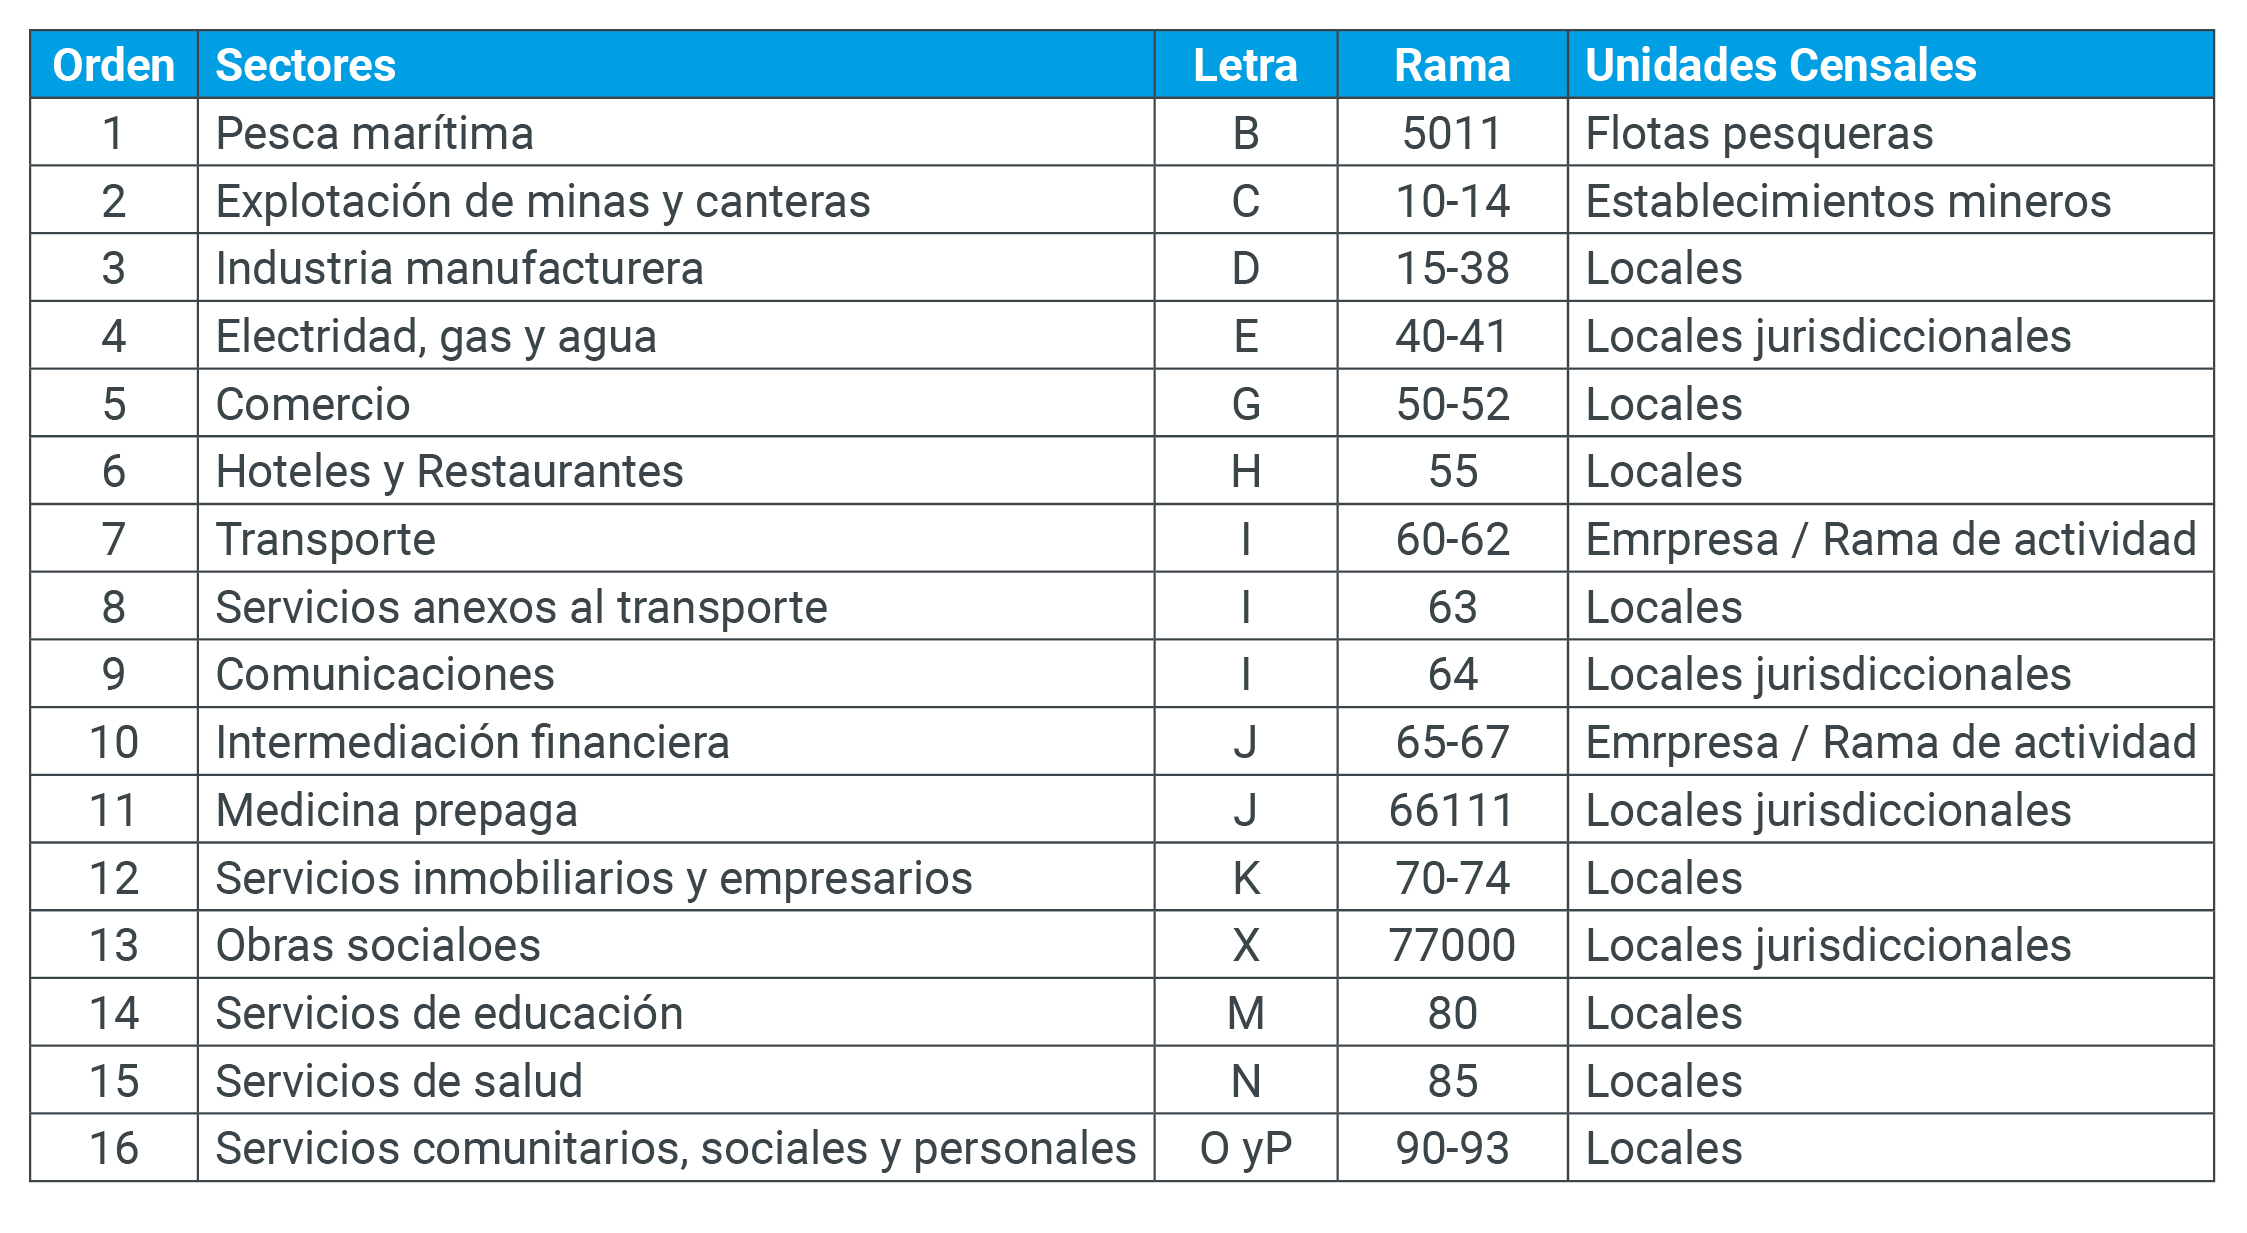 Orden Sectores Letra Rama Unidades Censales
1 Pesca marítima B 5011 Flotas pesqueras
2 Explotación de minas y canteras C 10-14 Establecimientos mineros
3 Industria manufacturera D 15-38 Locales
4 Electridad, gas y agua E 40-41 Locales jurisdiccionales
5 Comercio G 50-52 Locales
6 Hoteles y Restaurantes H 55 Locales
7 Transporte I 60-62 Emrpresa / Rama de actividad
8 Servicios anexos al transporte I 63 Locales
9 Comunicaciones I 64 Locales jurisdiccionales
10 Intermediación financiera J 65-67 Emrpresa / Rama de actividad
11 Medicina prepaga J 66111 Locales jurisdiccionales
12 Servicios inmobiliarios y empresarios K 70-74 Locales
13 Obras socialoes X 77000 Locales jurisdiccionales
14 Servicios de educación M 80 Locales
15 Servicios de salud N 85 Locales
16 Servicios comunitarios, sociales y personales O yP 90-93 Locales